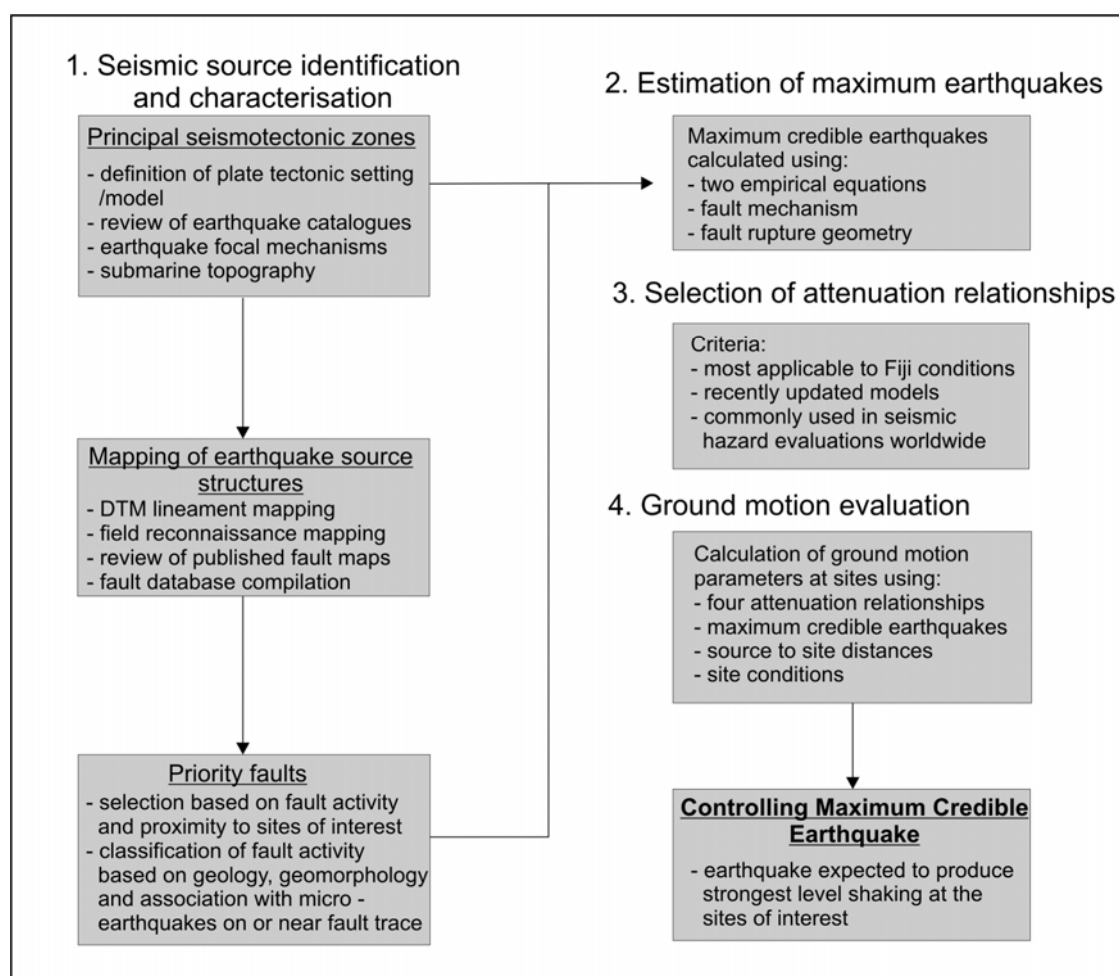 1. Seismic source identification
and characterisation
Principal seismotectonic zones
- definition of plate tectonic setting
/model
- review of earthquake catalogues
- earthquake focal mechanisms
- submarine topography
Mapping of earthquake source
structures
- DTM lineament mapping
- field reconnaissance mapping
- review of published fault maps
- fault database compilation
Priority faults
- selection based on fault activity
and proximity to sites of interest
- classification of fault activity
based on geology, geomorphology
and association with micro -
earthquakes on or near fault trace
2. Estimation of maximum earthquakes
Maximum credible earthquakes
calculated using:
- two empirical equations
- fault mechanism
- fault rupture geometry
3. Selection of attenuation relationships
Criteria:
- most applicable to Fiji conditions
- recently updated models
- commonly used in seismic
hazard evaluations worldwide
4. Ground motion evaluation
Calculation of ground motion
parameters at sites using:
- four attenuation relationships
- maximum credible earthquakes
- source to site distances
- site conditions
Controlling Maximum Credible
Earthquake
- earthquake expected to produce
strongest level shaking at the
sites of interest